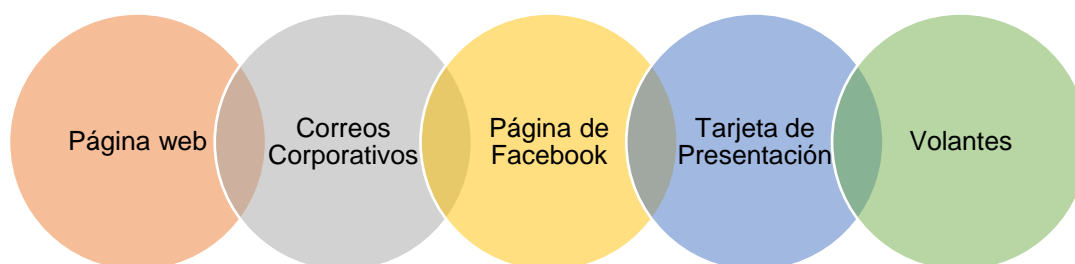 Página web
Correos
Corporativos
Página de
Facebook
Tarjeta de
Presentación
Volantes